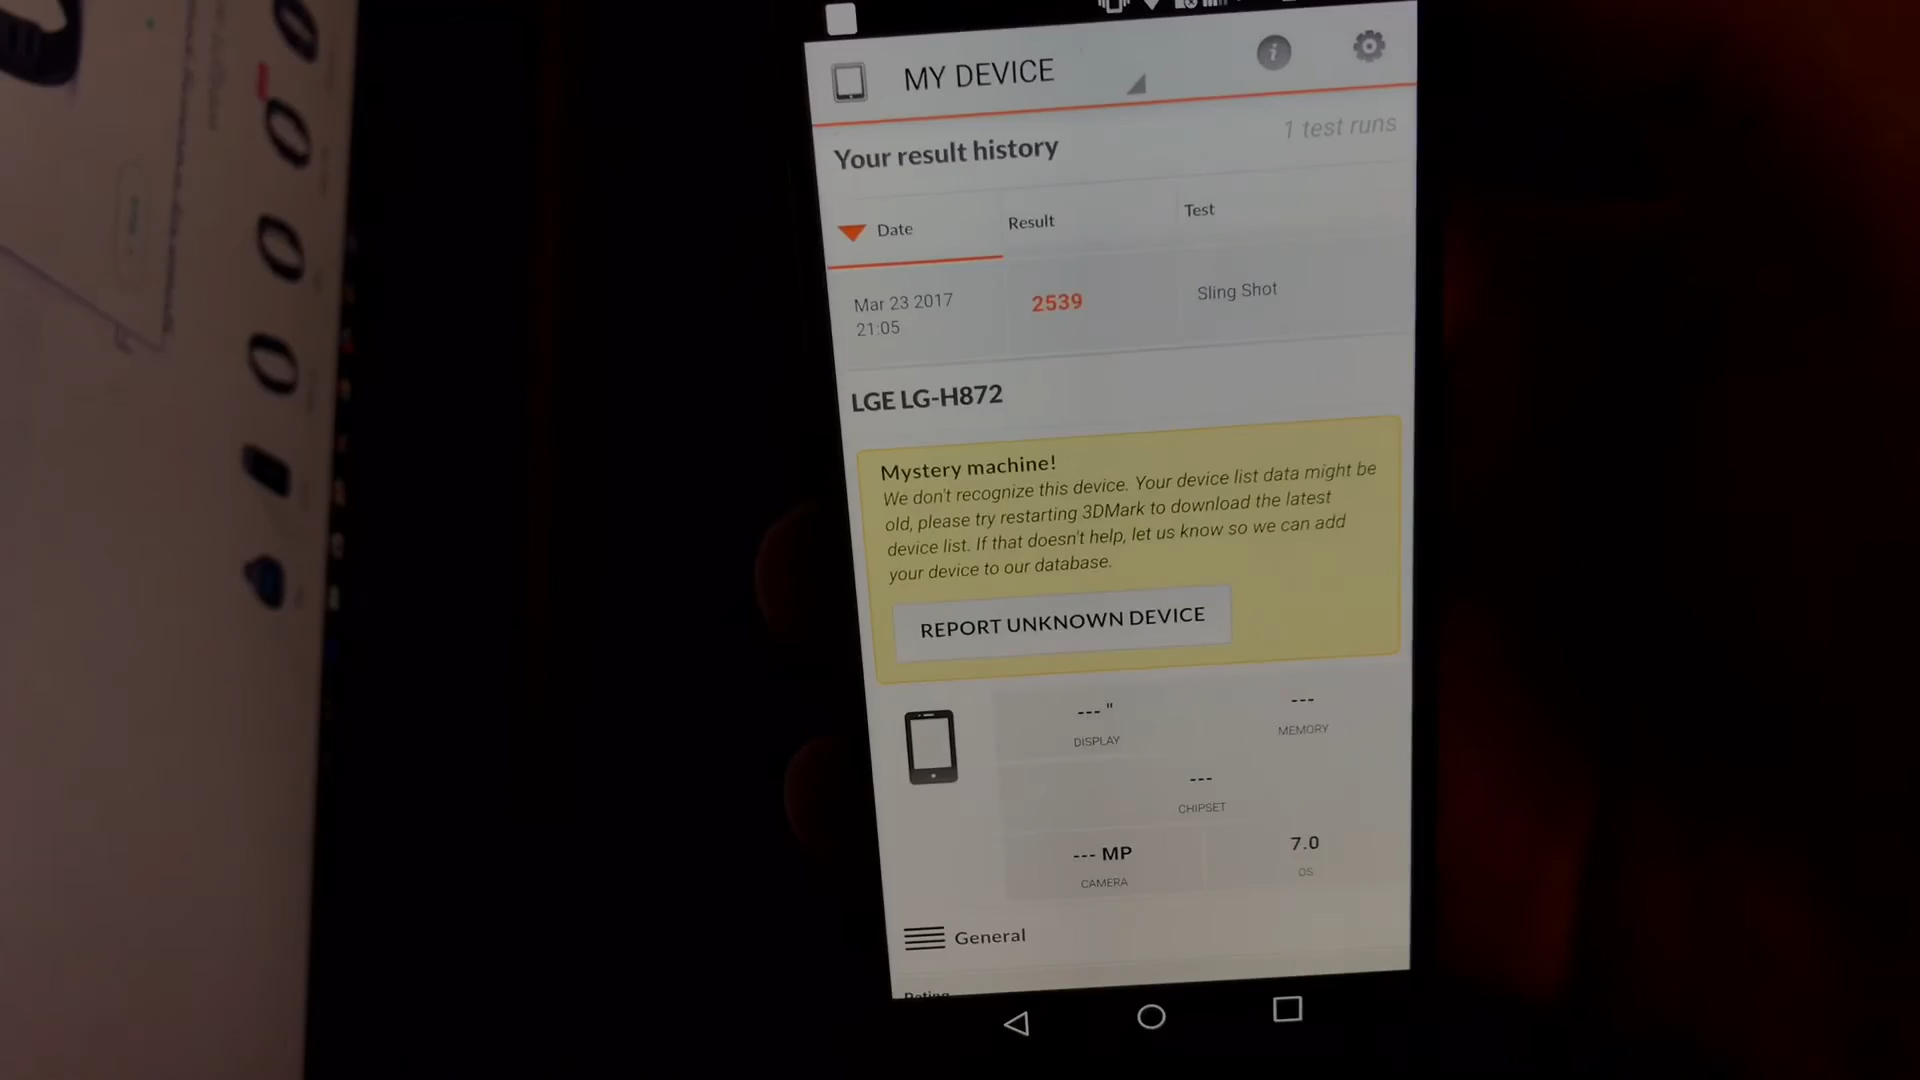 MY DEVICE
Your result history
1 test runs
Date
Result
Test
Mar 23 2017
21:05
2539
Sling Shot
LGE LG-H872
Mystery machine!
We don't recognize this device. Your device list data might be
old, please try restarting 3DMark to download the latest
device list. If that doesn't help, let us know so we can add
your device to our database.
REPORT UNKNOWN DEVICE
--- "
DISPLAY
---
MEMORY
---
CHIPSET
--- MP
CAMERA
7.0
OS
General